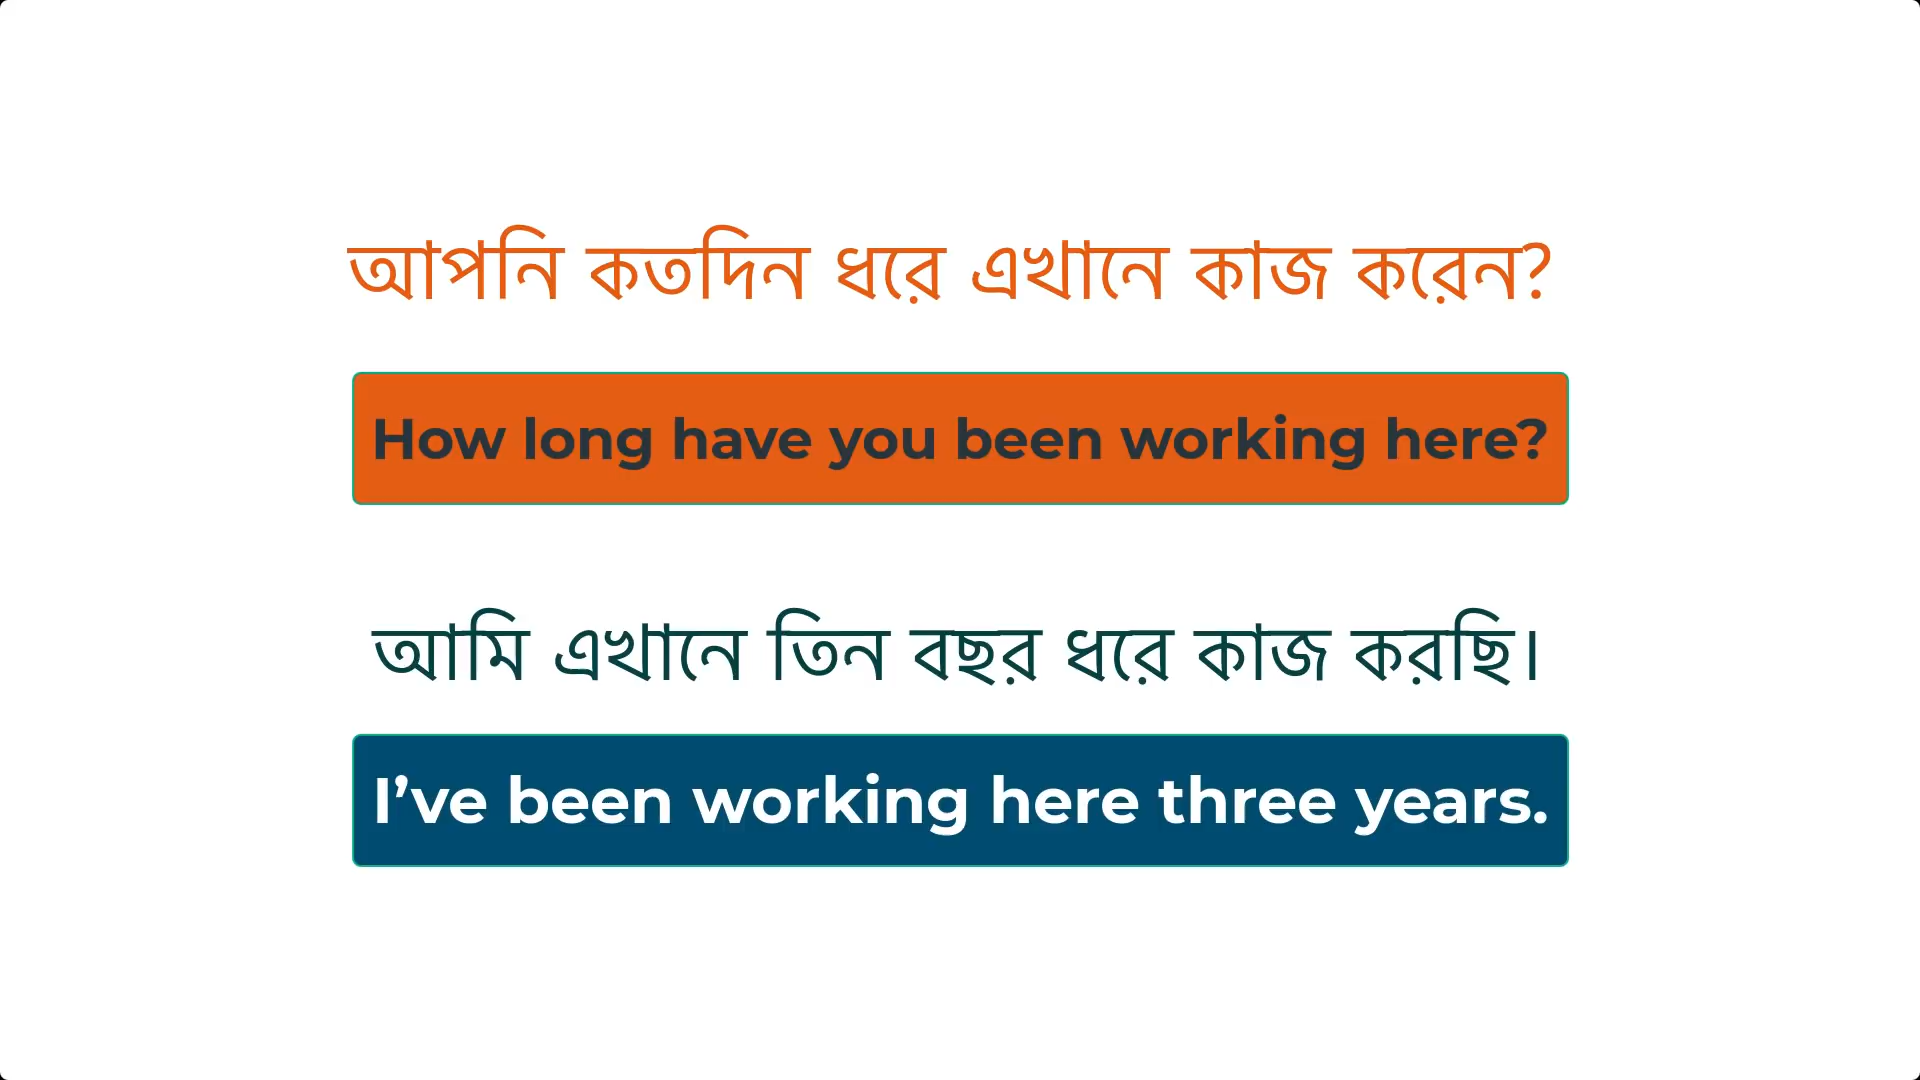 আপনি কতদিন ধরে এখানে কাজ করেন?
How long have you been working here?
আমি এখানে তিন বছর ধরে কাজ করছি।
I’ve been working here three years.